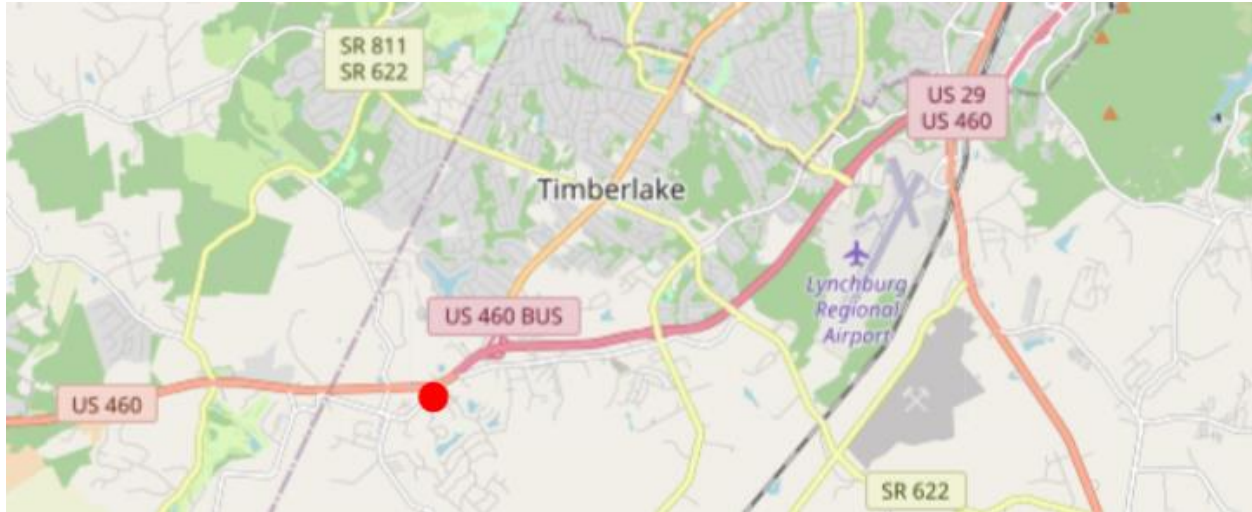 SR 811
SR 622
US 29
US 460
Timberlake
Lynchburg
Regional
Airport
US 460 BUS
US 460
SR 622